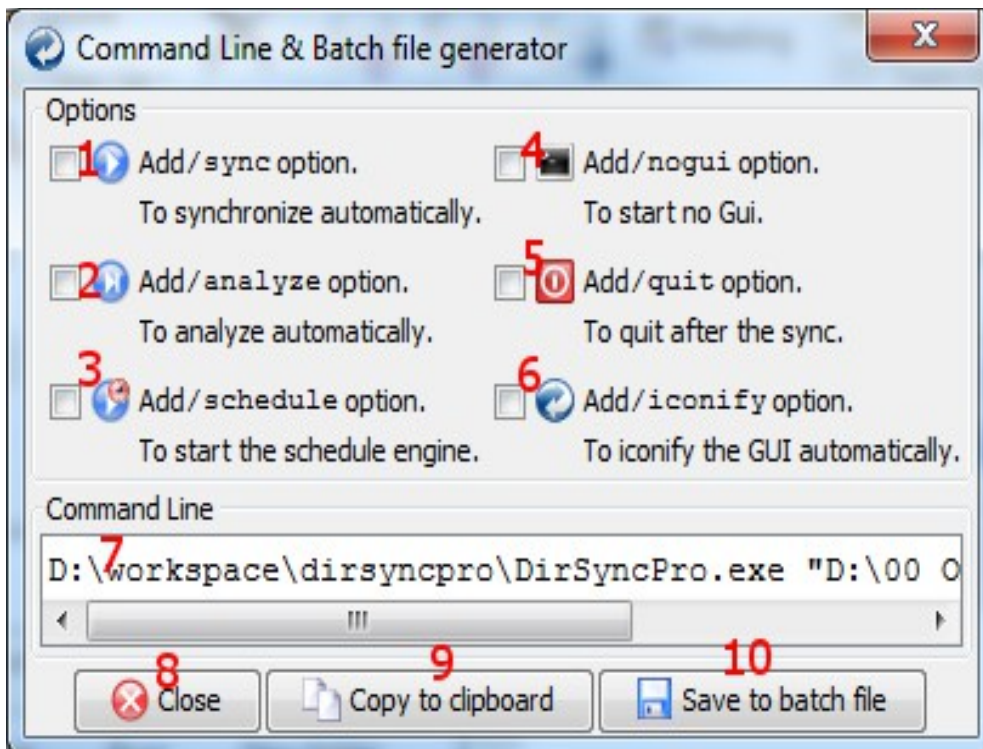 Command Line & Batch file generator
Options
1 Add/sync option.
To synchronize automatically.
4 Add/nogui option.
To start no Gui.
2 Add/analyze option.
To analyze automatically.
5 Add/quit option.
To quit after the sync.
3 Add/schedule option.
To start the schedule engine.
6 Add/iconify option.
To iconify the GUI automatically.
Command Line
7
D:\workspace\dirsyncpro\DirSyncPro.exe "D:\00 O
8 Close
9 Copy to clipboard
10 Save to batch file